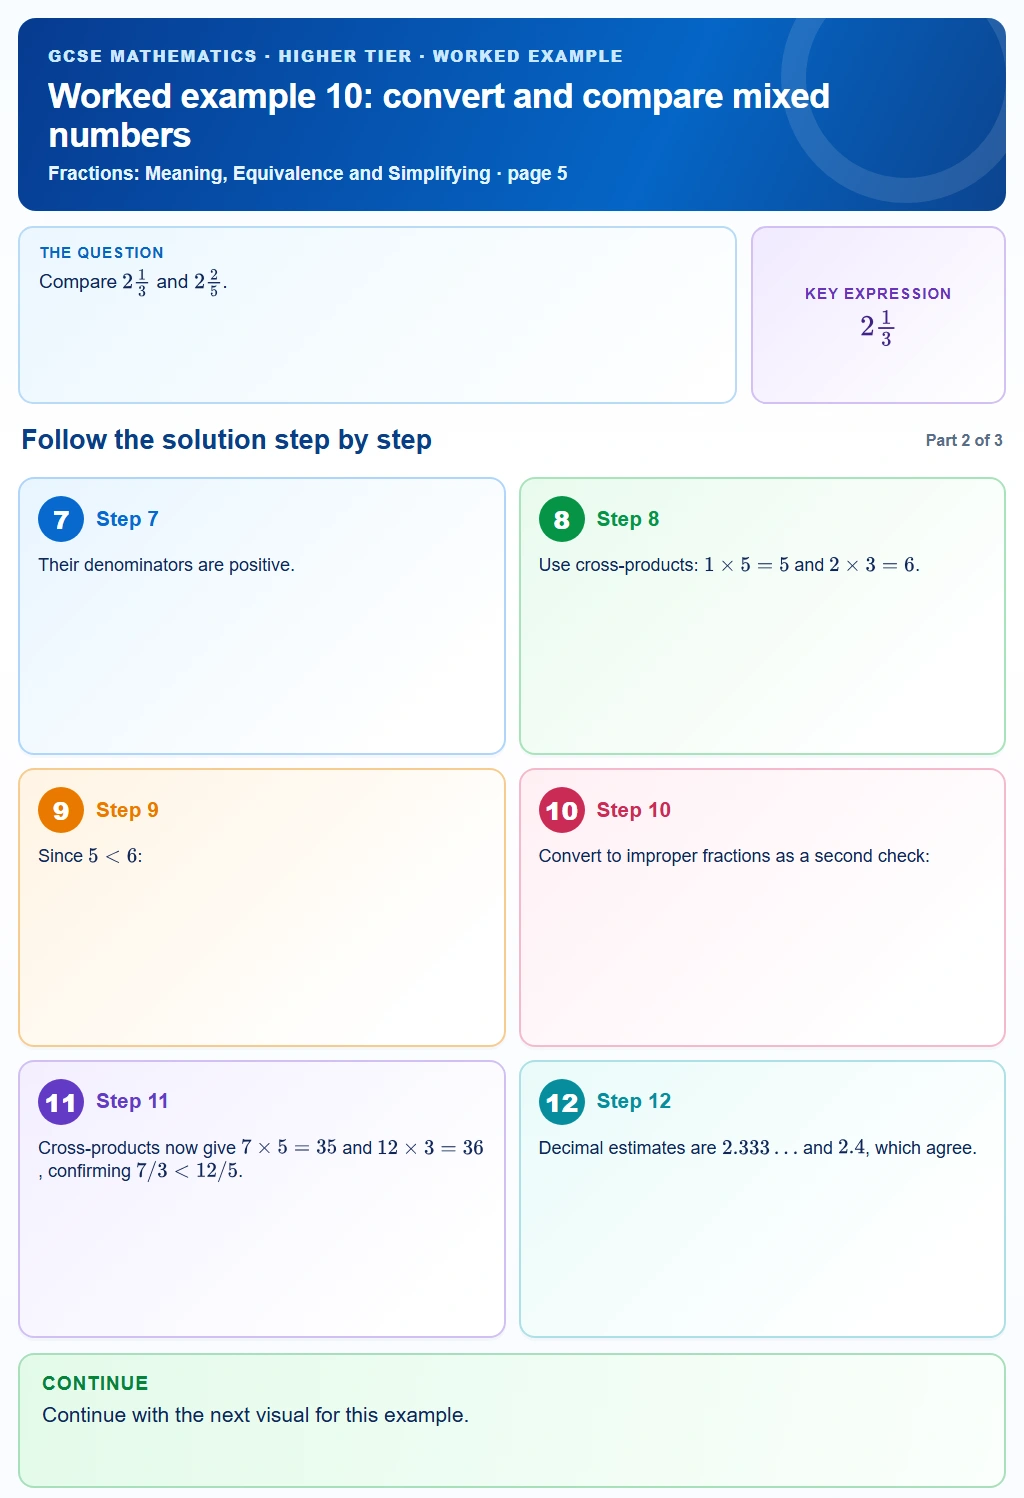 GCSE MATHEMATICS · HIGHER TIER · WORKED EXAMPLE
Worked example 10: convert and compare mixed
numbers
Fractions: Meaning, Equivalence and Simplifying · page 5
THE QUESTION
Compare 2 1/3 and 2 2/5.
KEY EXPRESSION
2 1/3
Follow the solution step by step
Part 2 of 3
7 Step 7
Their denominators are positive.
8 Step 8
Use cross-products: 1 × 5 = 5 and 2 × 3 = 6.
9 Step 9
Since 5 < 6:
10 Step 10
Convert to improper fractions as a second check:
11 Step 11
Cross-products now give 7 × 5 = 35 and 12 × 3 = 36
, confirming 7/3 < 12/5.
12 Step 12
Decimal estimates are 2.333... and 2.4, which agree.
CONTINUE
Continue with the next visual for this example.